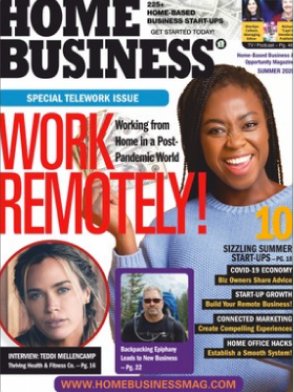 HOME
BUSINESS®
225+
HOME-BASED
BUSINESS START-UPS
GET STARTED TODAY!
TV/Podcast - Pg. 44
Home-Based Business &
Opportunity Magazine
SUMMER 2020
SPECIAL TELEWORK ISSUE
WORK
REMOTELY!
Working from
Home in a Post-
Pandemic World
10
SIZZLING SUMMER
START-UPS – PG. 18
COVID-19 ECONOMY
Biz Owners Share Advice
START-UP GROWTH
Build Your Remote Business!
CONNECTED MARKETING
Create Compelling Experiences
HOME OFFICE HACKS
Establish a Smooth System!
INTERVIEW: TEDDI MELLENCAMP
Thriving Health & Fitness Co. – Pg. 16
Backpacking Epiphany
Leads to New Business
– Pg. 22
WWW.HOMEBUSINESSMAG.COM